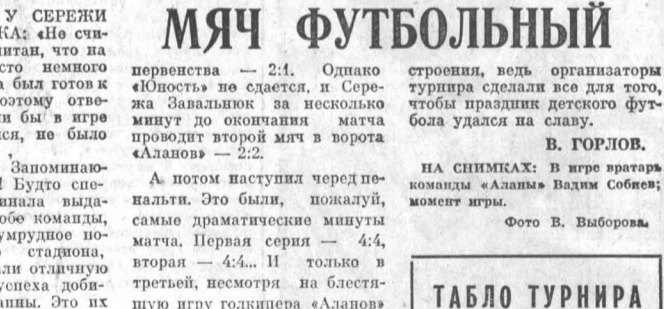 МЯЧ ФУТБОЛЬНЫЙ
У СЕРЕЖИ
КА: «Не счи-
итал, что на
сто немного
а был готов к
оэтому отве-
ли бы в игре
лся, не было
,
Запоминаю-
! Будто спе-
инала выда-
обе команды,
умрудное по-
о стадиона,
ли отличную
успеха доби-
анны. Это их
первенства — 2:1. Однако
«Юность» не сдается, и Сере-
жа Завальнюк за несколько
минут до окончания матча
проводит второй мяч в ворота
«Аланов» — 2:2.
А потом наступил черед пе-
нальти. Это были, пожалуй,
самые драматические минуты
матча. Первая серия — 4:4,
вторая — 4:4... И только в
третьей, несмотря на блестя-
щую игру голкипера «Аланов»
строения, ведь организаторы
турнира сделали все для того,
чтобы праздник детского фут-
бола удался на славу.
В. ГОРЛОВ.
НА СНИМКАХ: В игре вратарь
команды «Аланы» Вадим Собиев;
момент игры.
Фото В. Выборова.
ТАБЛО ТУРНИРА